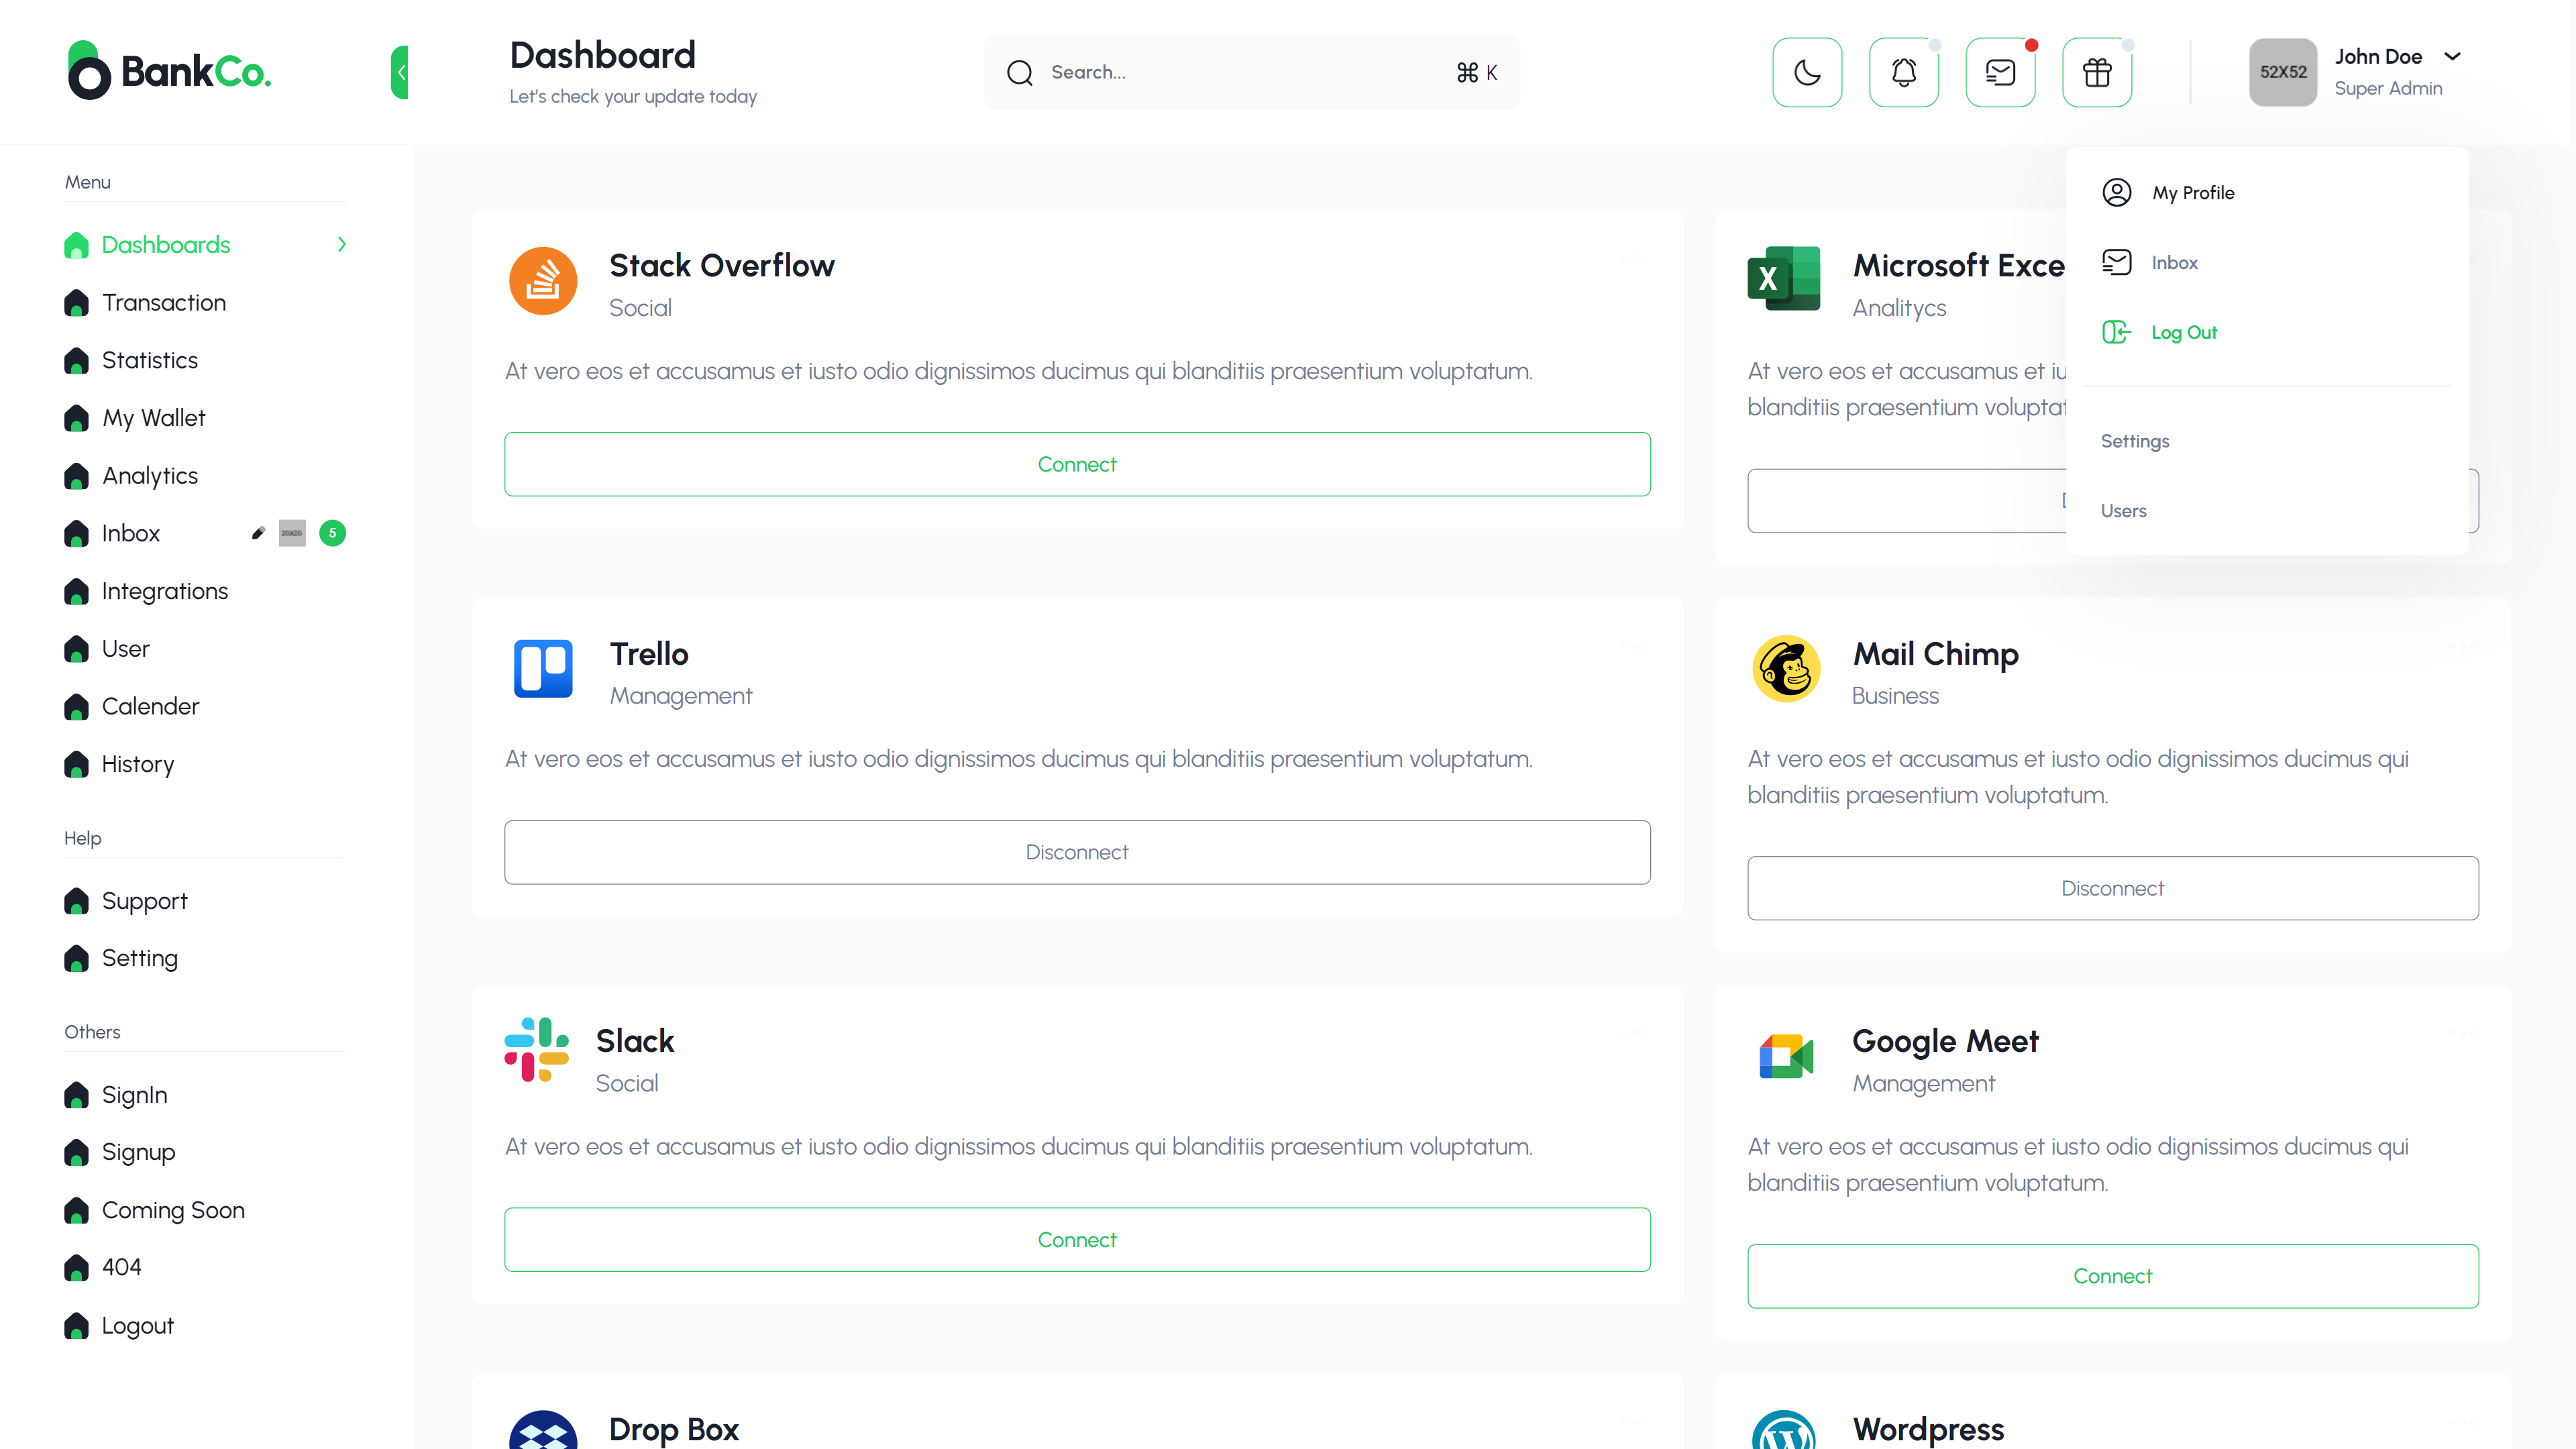 BankCo.
Dashboard
Let's check your update today
Search...
⌘ K
52X52
John Doe
Super Admin
Menu
Dashboards
Transaction
Statistics
My Wallet
Analytics
Inbox
5
Integrations
User
Calender
History
Help
Support
Setting
Others
SignIn
Signup
Coming Soon
404
Logout
My Profile
Inbox
Log Out
Settings
Users
Stack Overflow
Social
At vero eos et accusamus et iusto odio dignissimos ducimus qui blanditiis praesentium voluptatum.
Connect
Microsoft Exce
Analitycs
At vero eos et accusamus et iu
blanditiis praesentium voluptat
Trello
Management
At vero eos et accusamus et iusto odio dignissimos ducimus qui blanditiis praesentium voluptatum.
Disconnect
Mail Chimp
Business
At vero eos et accusamus et iusto odio dignissimos ducimus qui
blanditiis praesentium voluptatum.
Disconnect
Slack
Social
At vero eos et accusamus et iusto odio dignissimos ducimus qui blanditiis praesentium voluptatum.
Connect
Google Meet
Management
At vero eos et accusamus et iusto odio dignissimos ducimus qui
blanditiis praesentium voluptatum.
Connect
Drop Box
Wordpress